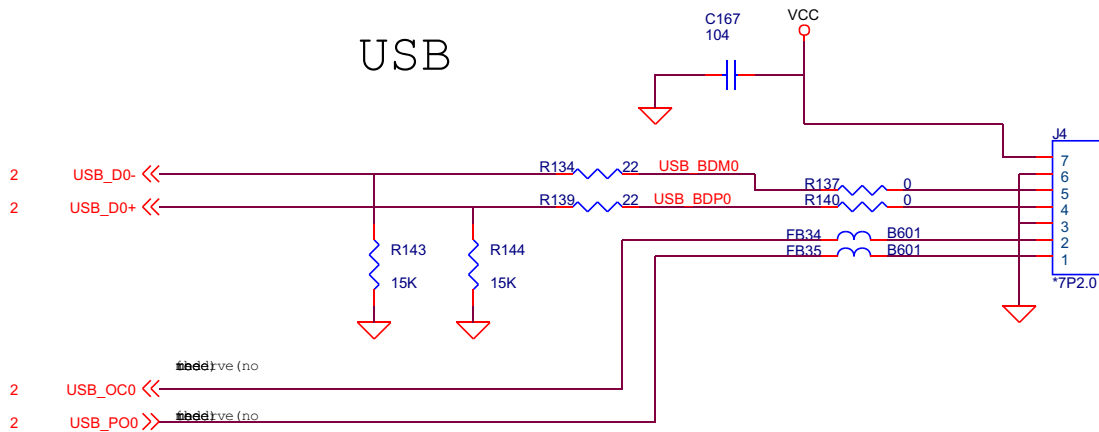 USB
C167
104
VCC
J4
2 USB_D0-
R134 22 USB_BDM0
2 USB_D0+
R139 22 USB_BDP0
R137 0
R140 0
FB34 B601
FB35 B601
7
6
5
4
3
2
1
*7P2.0
R143
15K
R144
15K
(no
2 USB_OC0
(no
2 USB_PO0